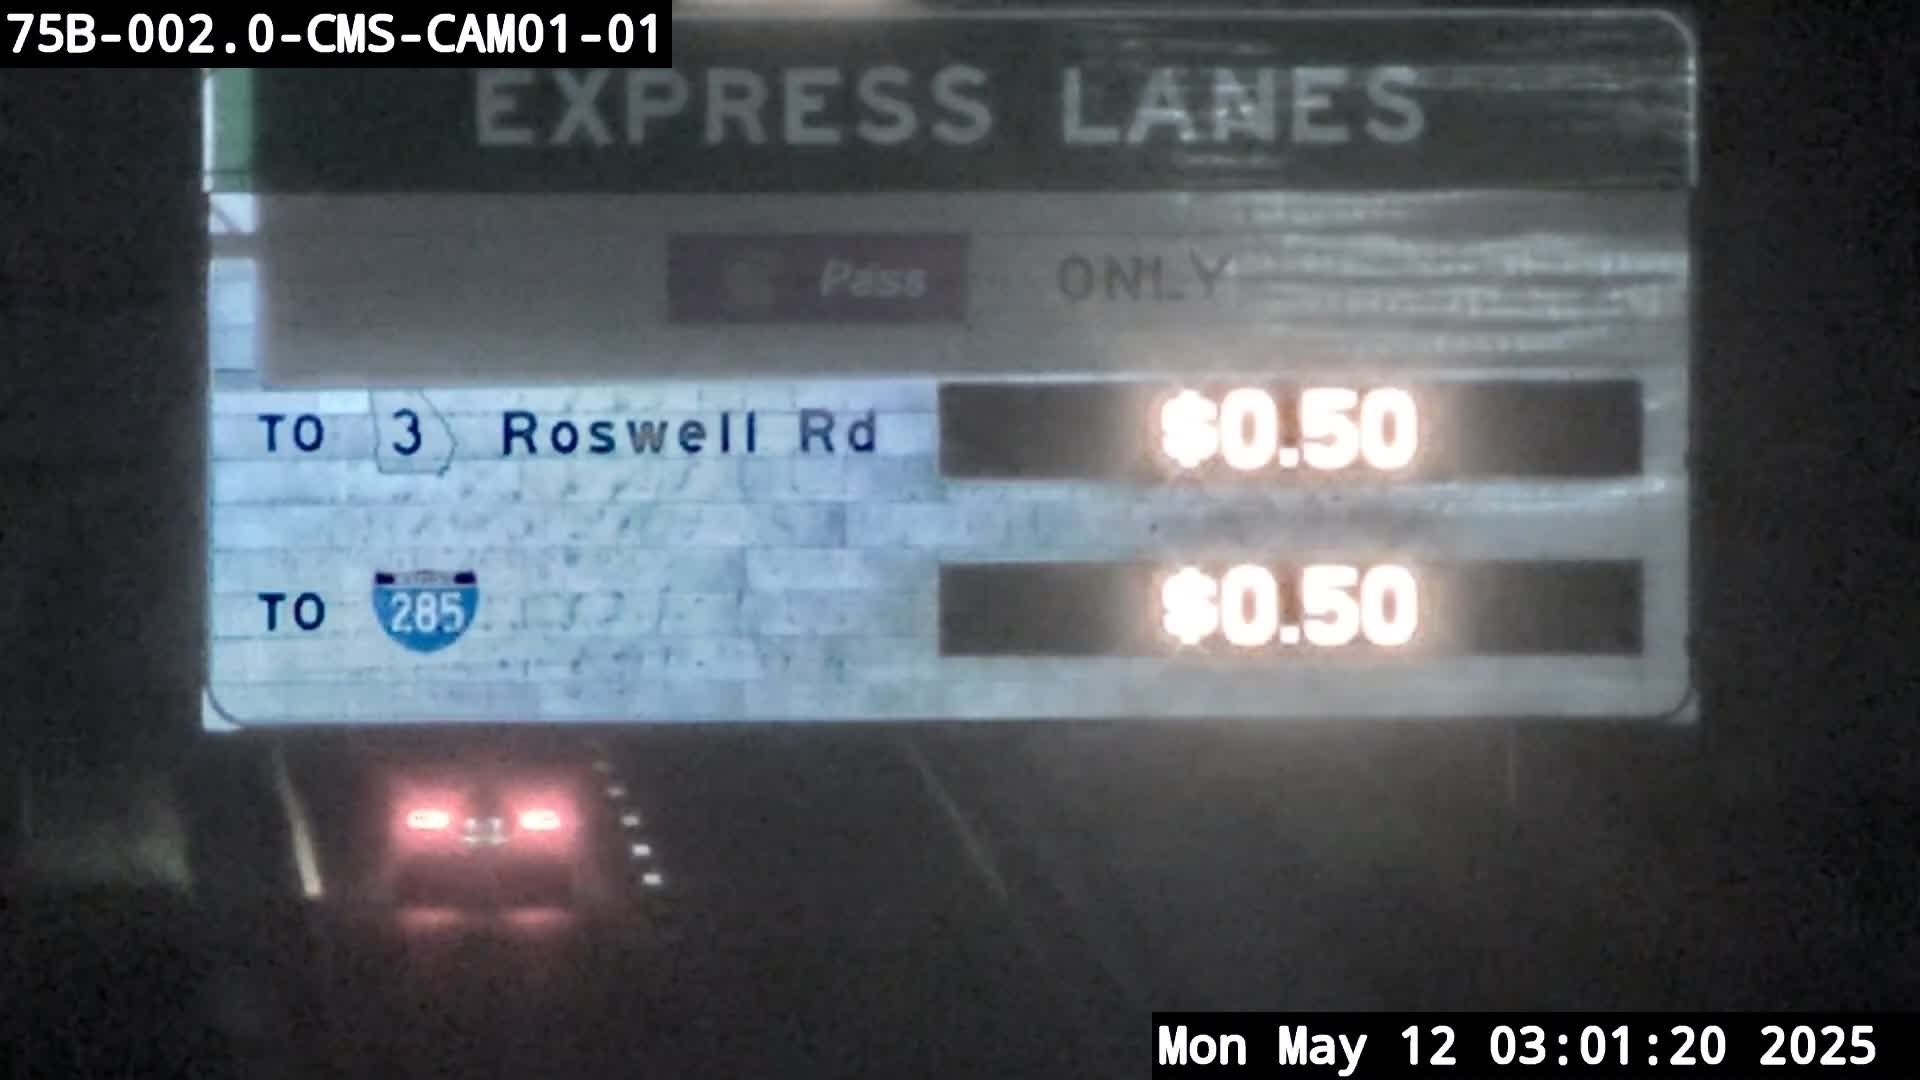 75B-002.0-CMS-CAM01-01
EXPRESS LANES
Pass ONLY
TO 3 Roswell Rd $0.50
TO 285 $0.50
Mon May 12 03:01:20 2025